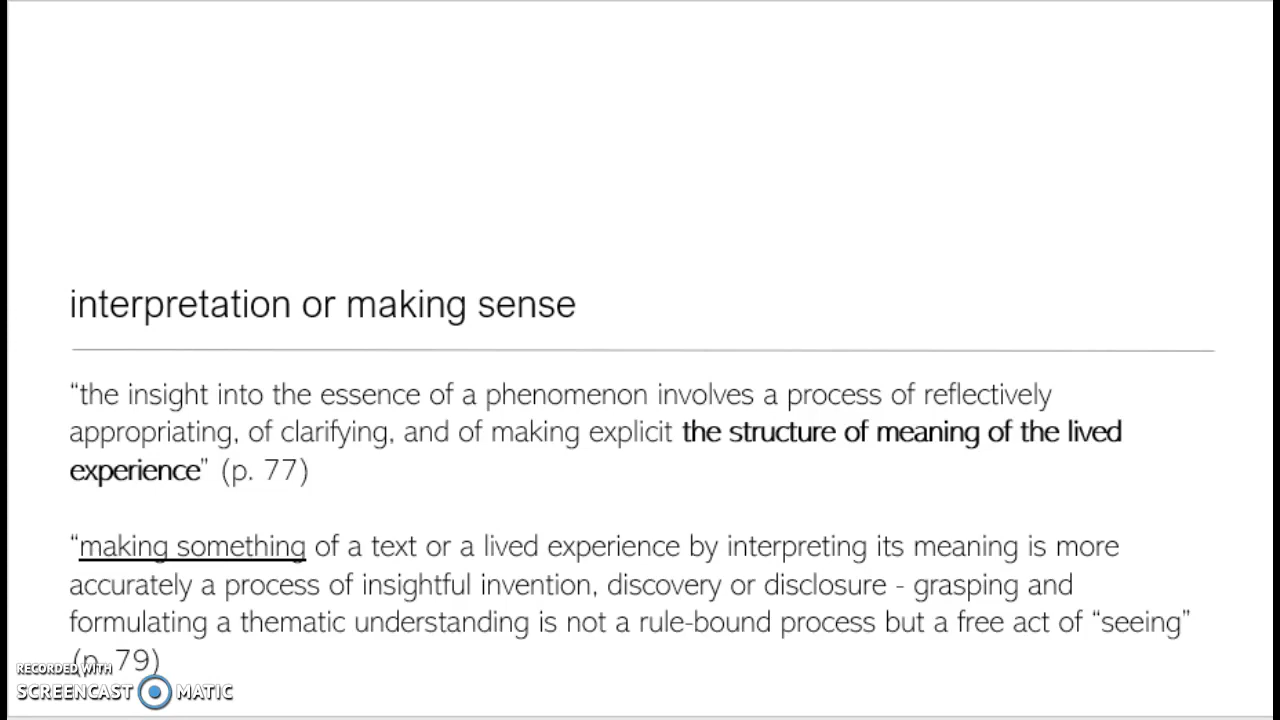 interpretation or making sense
“the insight into the essence of a phenomenon involves a process of reflectively
appropriating, of clarifying, and of making explicit the structure of meaning of the lived
experience” (p. 77)
“making something of a text or a lived experience by interpreting its meaning is more
accurately a process of insightful invention, discovery or disclosure - grasping and
formulating a thematic understanding is not a rule-bound process but a free act of “seeing”
(p. 79)
RECORDED WITH
SCREENCAST MATIC